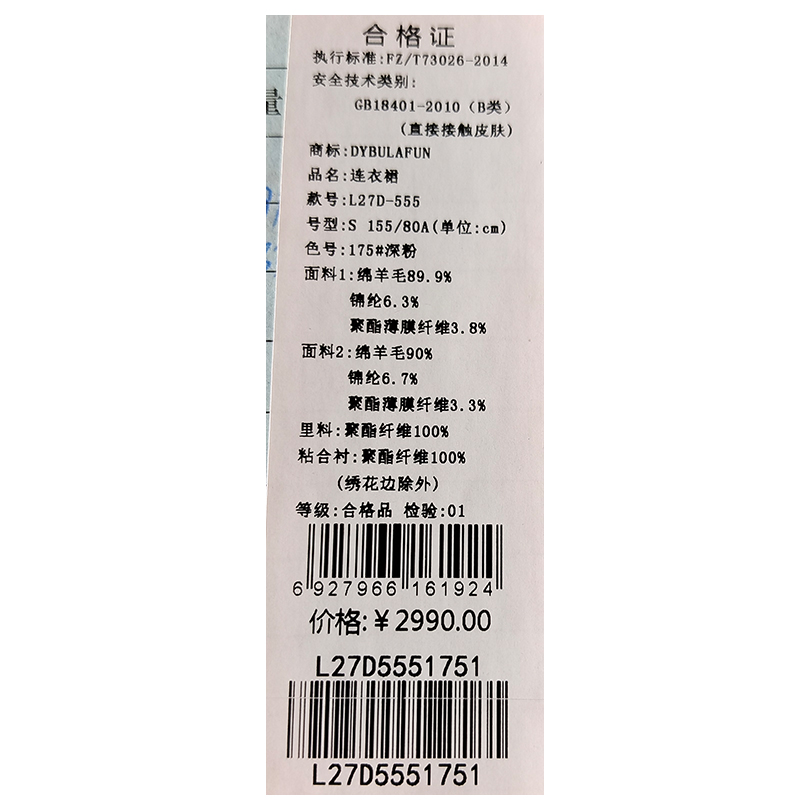 量
合格证
执行标准:FZ/T73026-2014
安全技术类别:
GB18401-2010（B类）
(直接接触皮肤)
商标:DYBULAFUN
品名:连衣裙
款号:L27D-555
号型:S 155/80A(单位:cm)
色号:175#深粉
面料1:绵羊毛89.9%
锦纶6.3%
聚酯薄膜纤维3.8%
面料2:绵羊毛90%
锦纶6.7%
聚酯薄膜纤维3.3%
里料:聚酯纤维100%
粘合衬:聚酯纤维100%
(绣花边除外)
等级:合格品 检验:01
6 927966 161924
价格:￥2990.00
L27D5551751
L27D5551751